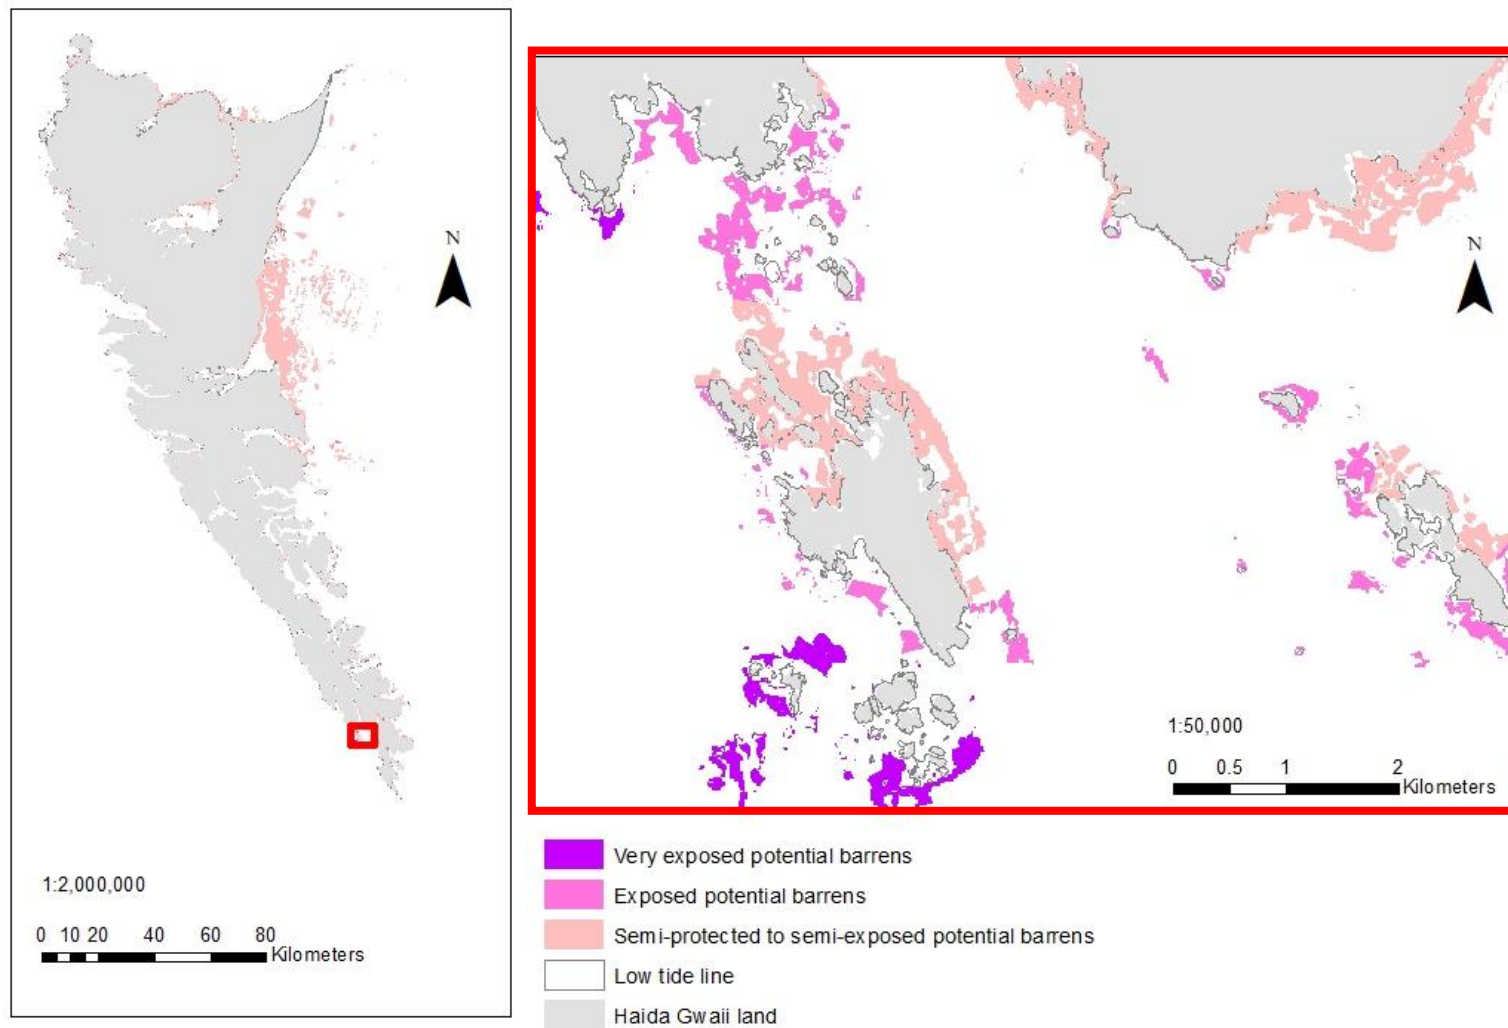 N
1:2,000,000
0 10 20 40 60 80
Kilometers
N
1:50,000
0 0.5 1 2
Kilometers
Very exposed potential barrens
Exposed potential barrens
Semi-protected to semi-exposed potential barrens
Low tide line
Haida Gwaii land